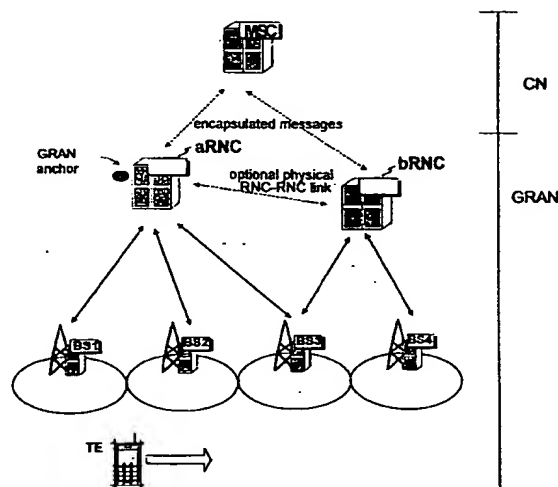 MSC
CN
encapsulated messages
aRNC
GRAN
anchor
bRNC
optional physical
RNC-RNC link
GRAN
BS1
BS2
BS3
BS4
TE